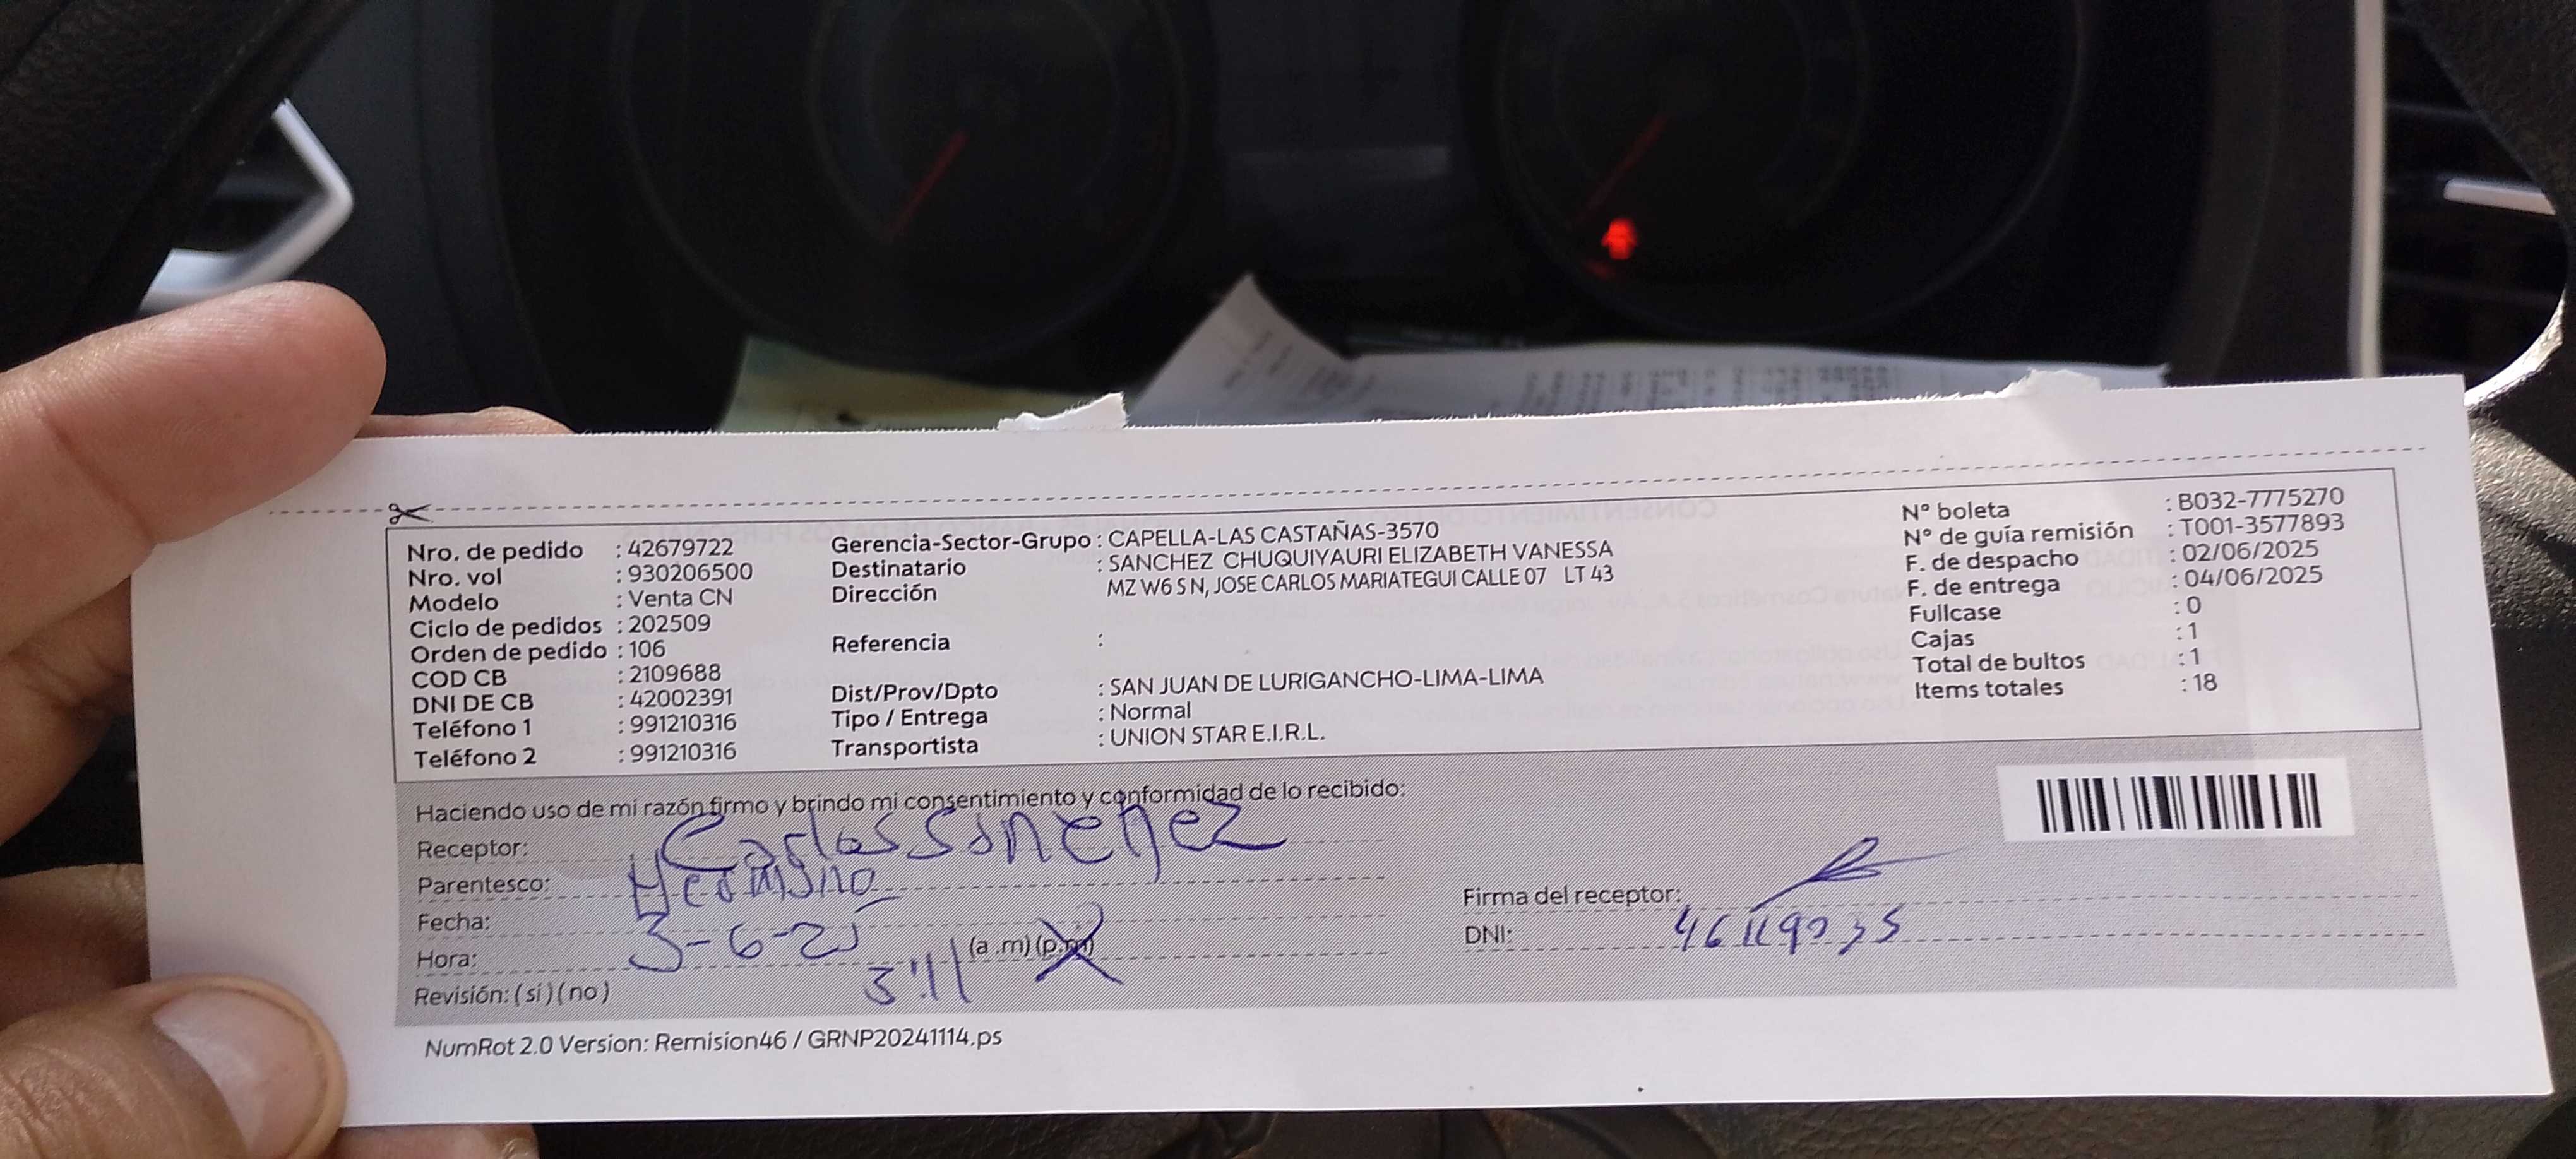 Nro. de pedido : 42679722
Nro. vol : 930206500
Modelo : Venta CN
Ciclo de pedidos : 202509
Orden de pedido : 106
COD CB : 2109688
DNI DE CB : 42002391
Teléfono 1 : 991210316
Teléfono 2 : 991210316
Gerencia-Sector-Grupo : CAPELLA-LAS CASTAÑAS-3570
Destinatario : SANCHEZ CHUQUIYAURI ELIZABETH VANESSA
Dirección MZ W6 S N, JOSE CARLOS MARIATEGUI CALLE 07 LT 43
Referencia :
Dist/Prov/Dpto : SAN JUAN DE LURIGANCHO-LIMA-LIMA
Tipo / Entrega : Normal
Transportista : UNION STAR E.I.R.L.
N° boleta : B032-7775270
N° de guía remisión : T001-3577893
F. de despacho : 02/06/2025
F. de entrega : 04/06/2025
Fullcase : 0
Cajas : 1
Total de bultos : 1
Items totales : 18
Haciendo uso de mi razón firmo y brindo mi consentimiento y conformidad de lo recibido:
Receptor: Carlos Sanchez
Parentesco: Hermano
Fecha: 3-6-25
Hora: 3:11 (a .m) (p.m)
Revisión: ( si ) ( no )
Firma del receptor:
DNI:
NumRot 2.0 Version: Remision46 / GRNP20241114.ps